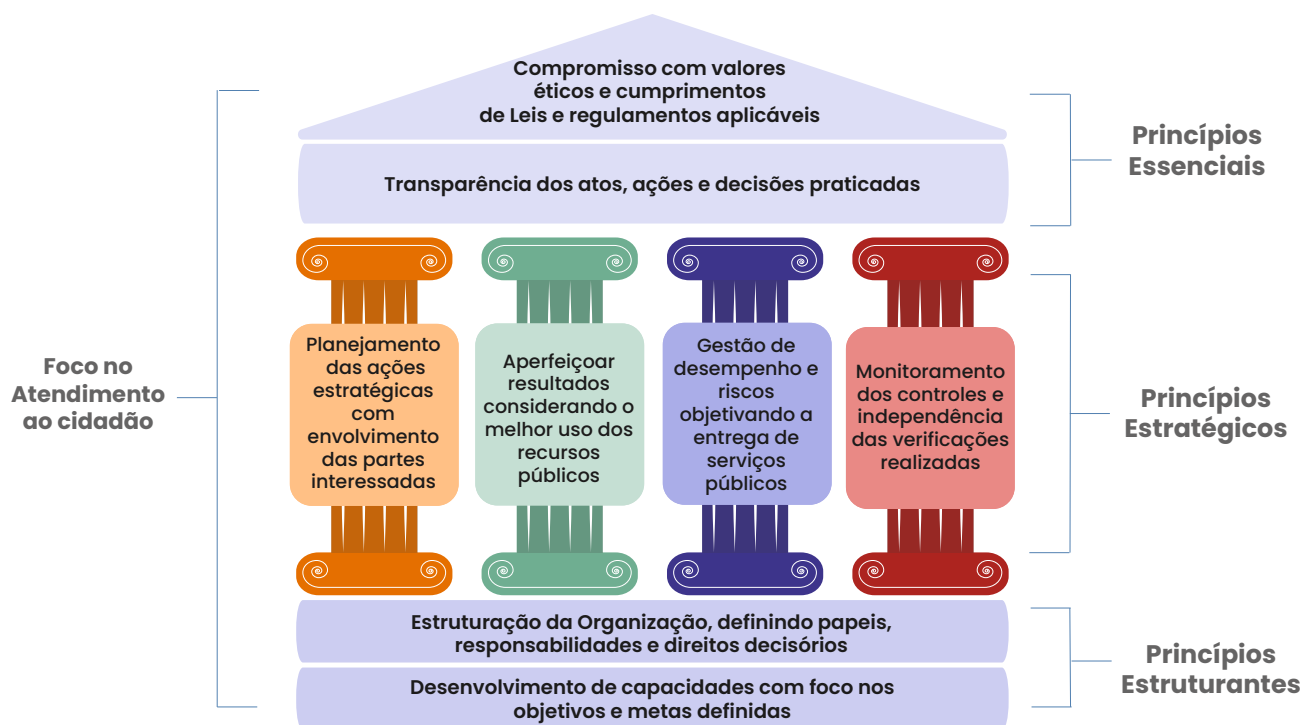 Compromisso com valores
éticos e cumprimentos
de Leis e regulamentos aplicáveis
Transparência dos atos, ações e decisões praticadas
Princípios
Essenciais
Foco no
Atendimento
ao cidadão
Planejamento
das ações
estratégicas
com
envolvimento
das partes
interessadas
Aperfeiçoar
resultados
considerando o
melhor uso dos
recursos
públicos
Gestão de
desempenho e
riscos
objetivando a
entrega de
serviços
públicos
Monitoramento
dos controles e
independência
das verificações
realizadas
Princípios
Estratégicos
Estruturação da Organização, definindo papeis,
responsabilidades e direitos decisórios
Desenvolvimento de capacidades com foco nos
objetivos e metas definidas
Princípios
Estruturantes